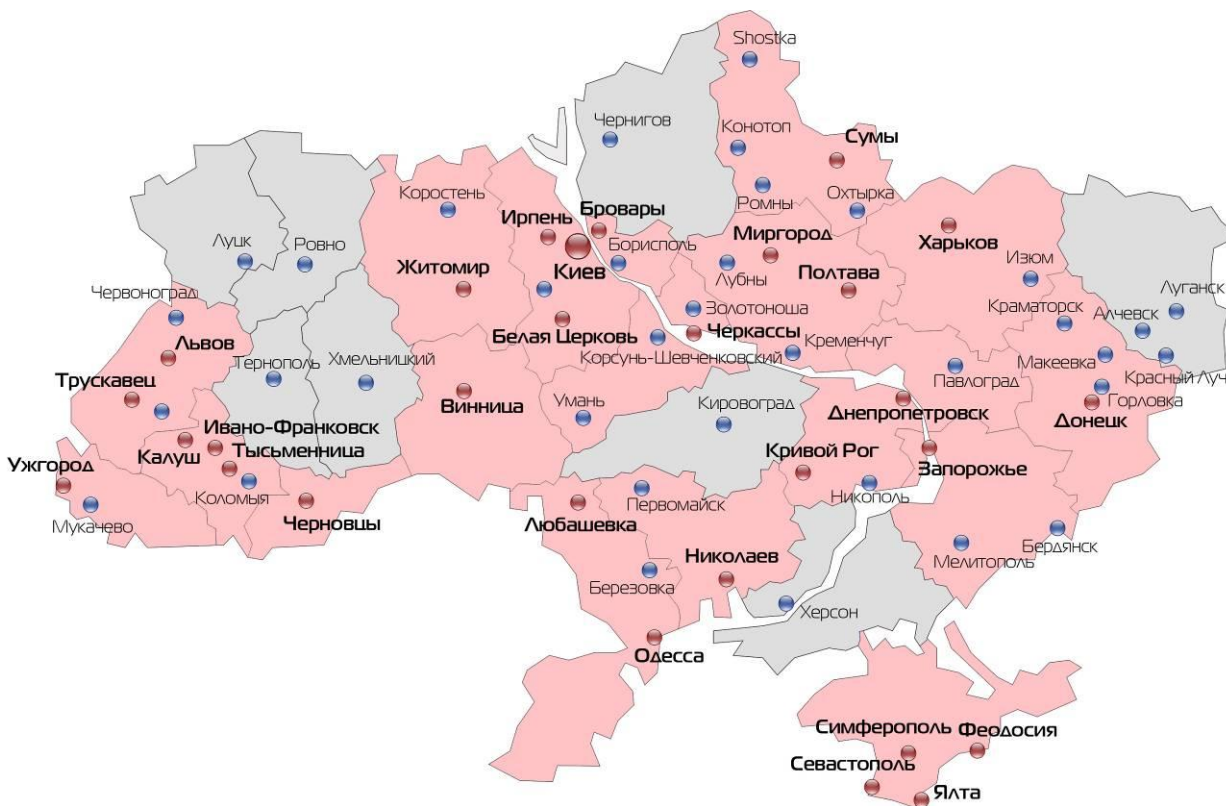 Shostka
Чернигов
Конотоп
Сумы
Коростень
Ромны
Охтырка
Ирпень
Бровары
Борисполь
Миргород
Харьков
Луцк
Ровно
Житомир
Киев
Лубны
Полтава
Изюм
Червоноград
Золотоноша
Краматорск
Луганск
Алчевск
Львов
Белая Церковь
Черкассы
Кременчуг
Тернополь
Хмельницкий
Корсунь-Шевченковский
Макеевка
Красный Луч
Трускавец
Павлоград
Горловка
Винница
Умань
Кировоград
Днепропетровск
Донецк
Ивано-Франковск
Калуш
Тысьменница
Кривой Рог
Запорожье
Ужгород
Коломыя
Никополь
Мукачево
Черновцы
Любашевка
Первомайск
Бердянск
Николаев
Мелитополь
Березовка
Херсон
Одесса
Симферополь
Феодосия
Севастополь
Ялта